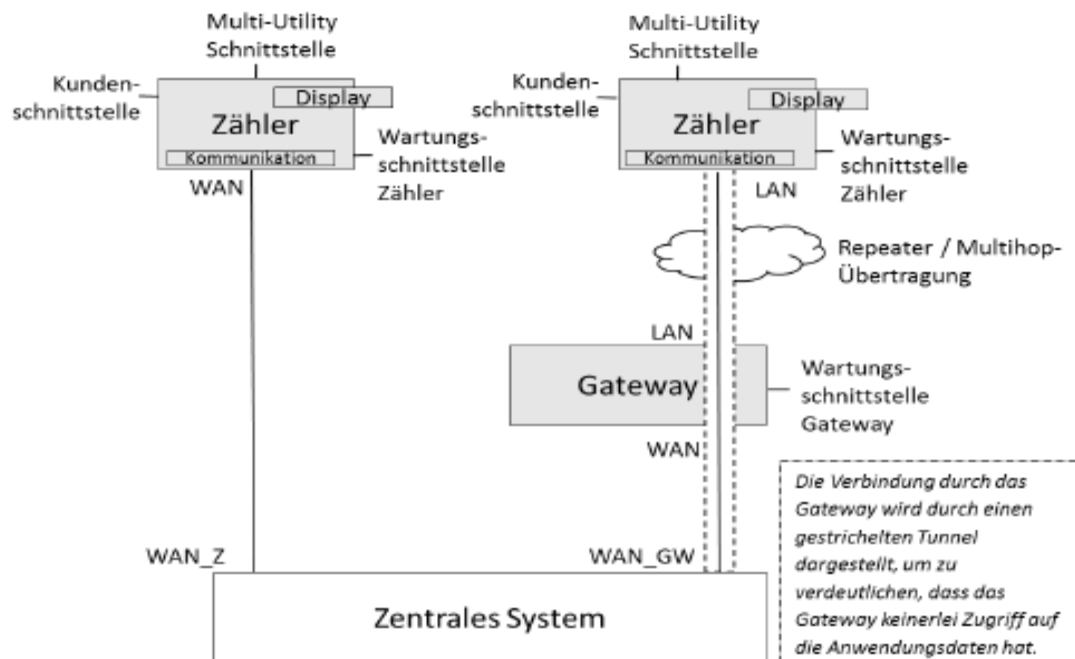 Multi-Utility
Schnittstelle
Kunden-
schnittstelle
Display
Zähler
Kommunikation
Wartungs-
schnittstelle
Zähler
WAN
Multi-Utility
Schnittstelle
Kunden-
schnittstelle
Display
Zähler
Kommunikation
Wartungs-
schnittstelle
Zähler
LAN
Repeater / Multihop-
Übertragung
LAN
Gateway
Wartungs-
schnittstelle
Gateway
WAN
WAN_Z
WAN_GW
Zentrales System
Die Verbindung durch das
Gateway wird durch einen
gestrichelten Tunnel
dargestellt, um zu
verdeutlichen, dass das
Gateway keinerlei Zugriff auf
die Anwendungsdaten hat.